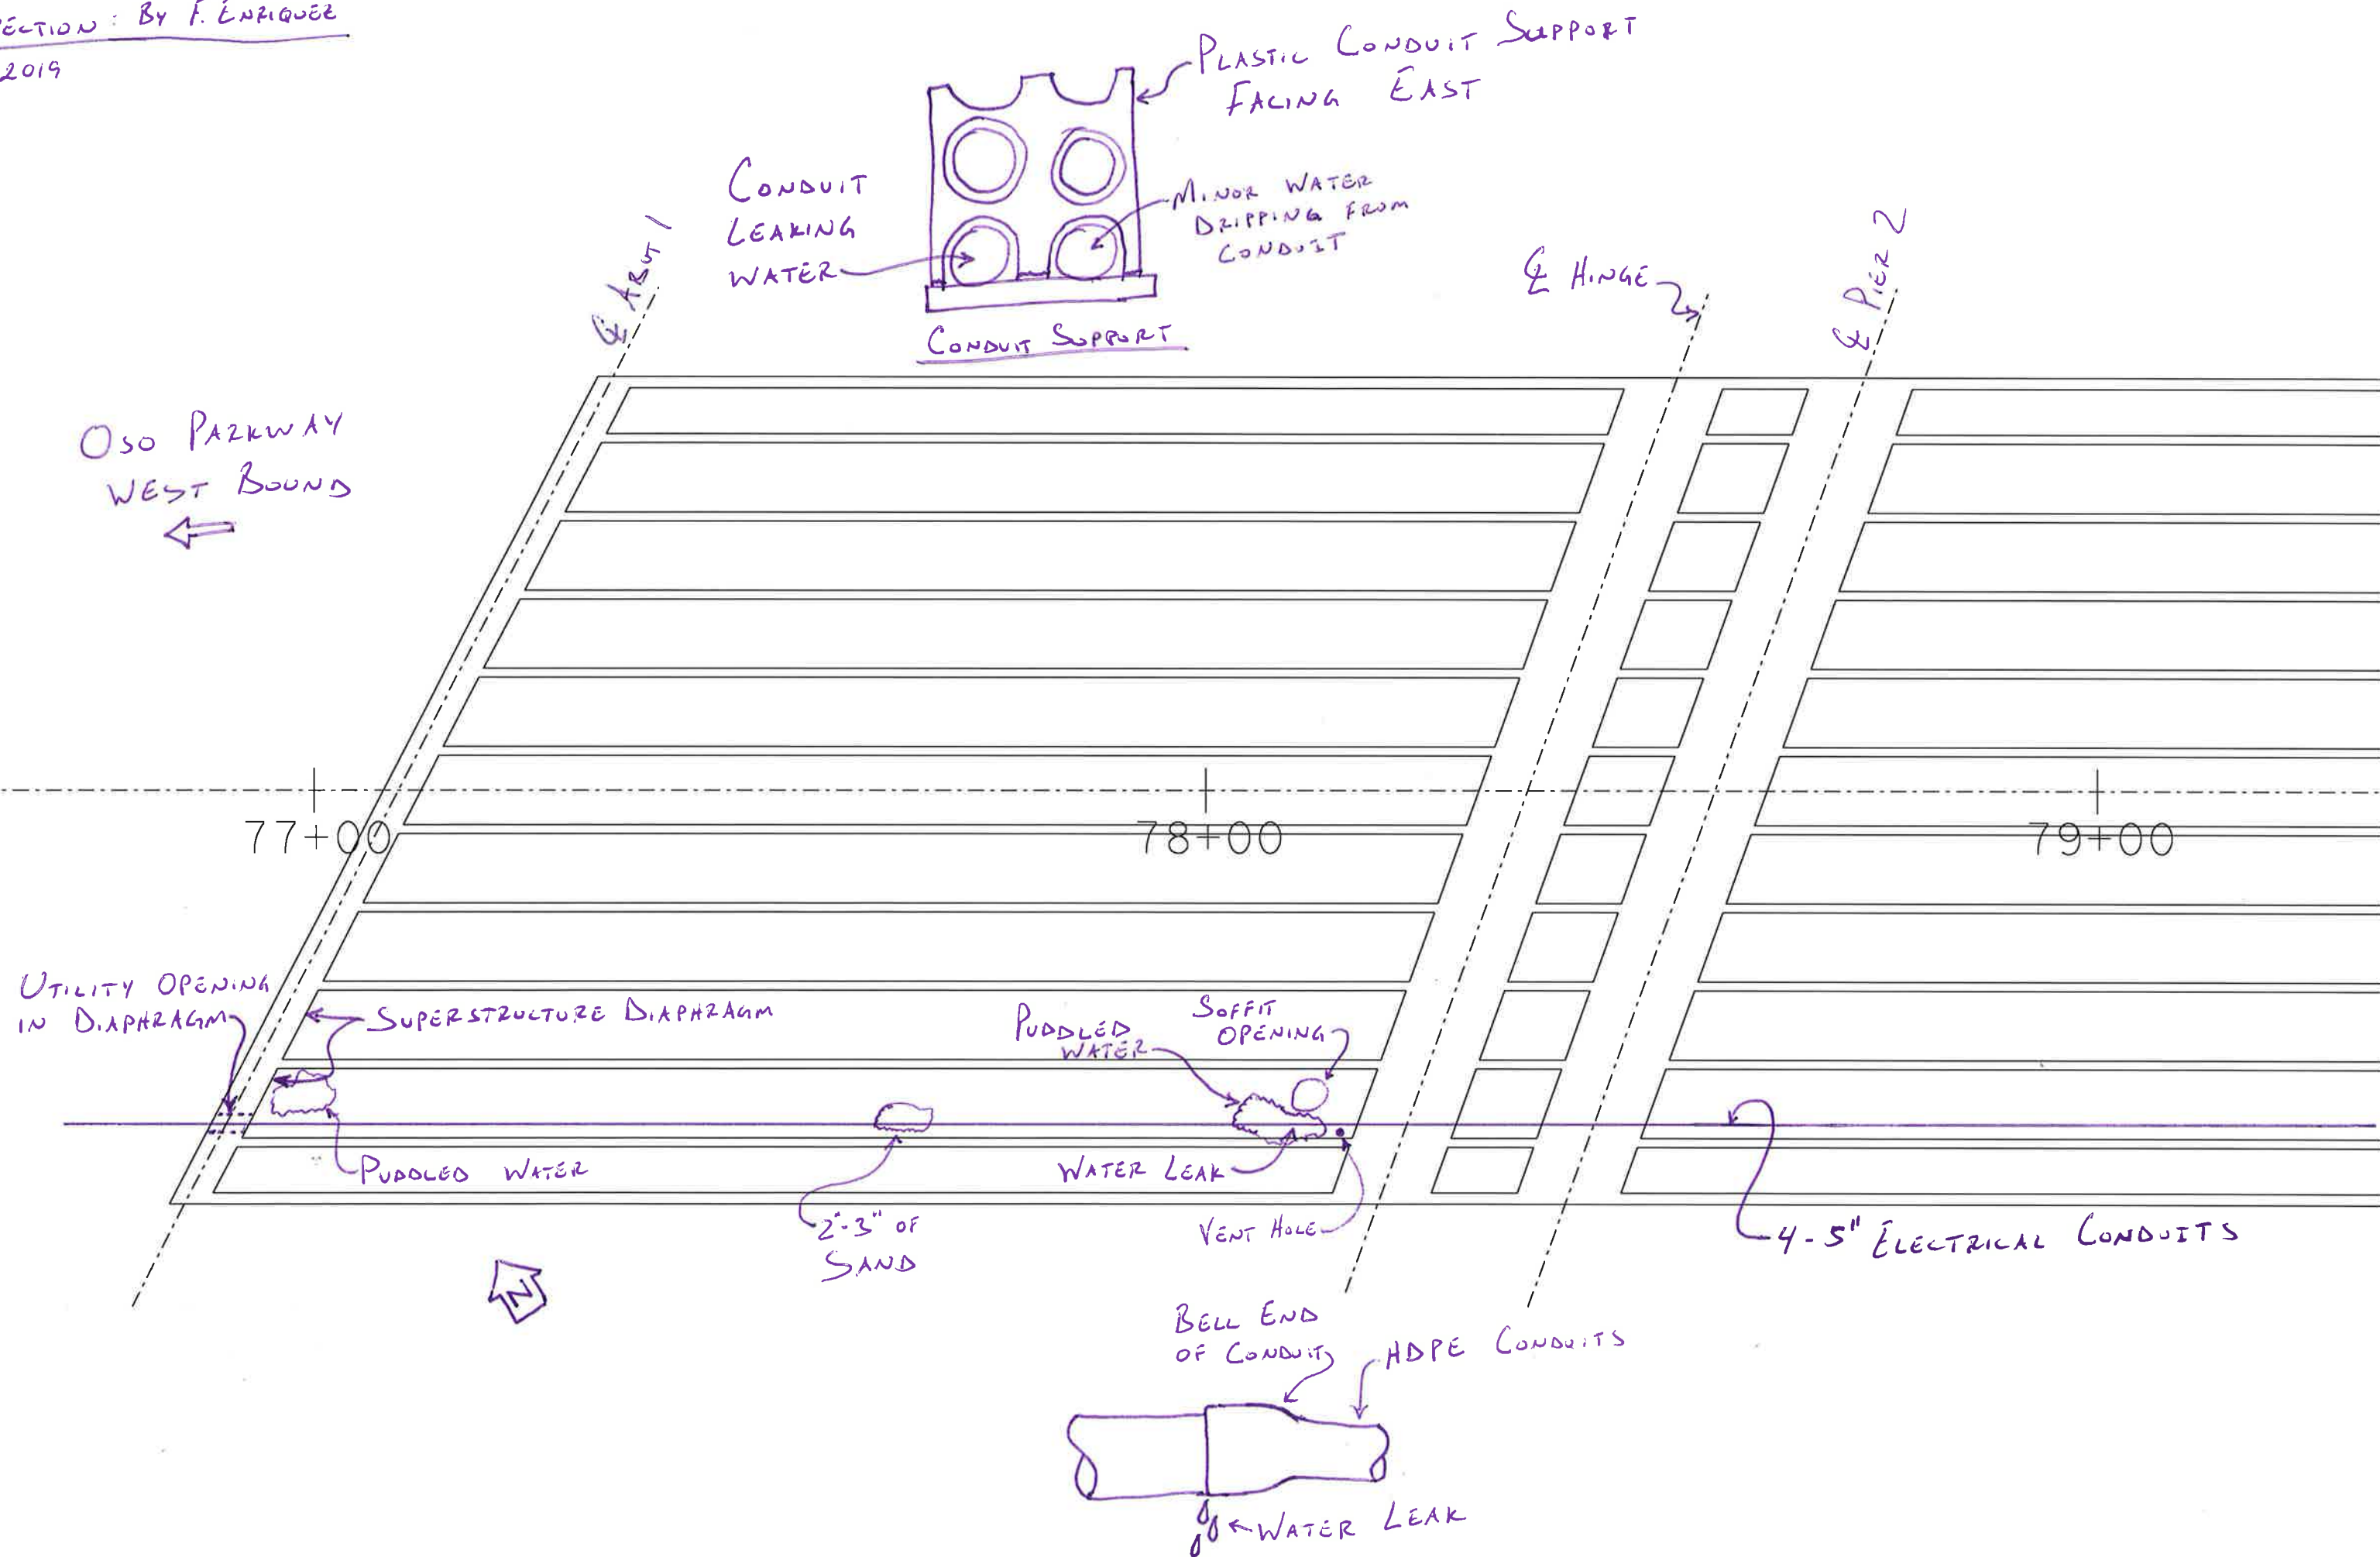 ECTION: BY F. ENRIQUEZ
2019
PLASTIC CONDUIT SUPPORT
FACING EAST
CONDUIT
LEAKING
WATER
MINOR WATER
DRIPPING FROM
CONDUIT
CONDUIT SUPPORT
℄ ABUT 1
℄ HINGE
℄ PIER 2
OSO PARKWAY
WEST BOUND
77+00
78+00
79+00
UTILITY OPENING
IN DIAPHRAGM
SUPERSTRUCTURE DIAPHRAGM
PUDDLED
WATER
SOFFIT
OPENING
PUDDLED WATER
WATER LEAK
2"-3" OF
SAND
VENT HOLE
4-5" ELECTRICAL CONDUITS
N
BELL END
OF CONDUIT
HDPE CONDUITS
WATER LEAK